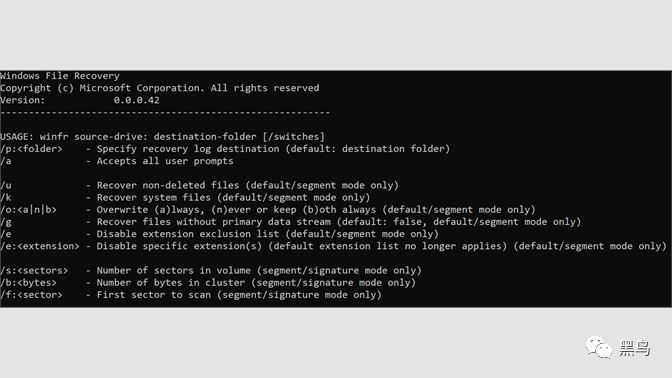 Windows File Recovery
Copyright (c) Microsoft Corporation. All rights reserved
Version:            0.0.0.42
----------------------------------------------------------
USAGE: winfr source-drive: destination-folder [/switches]
/p:<folder>    - Specify recovery log destination (default: destination folder)
/a             - Accepts all user prompts
/u             - Recover non-deleted files (default/segment mode only)
/k             - Recover system files (default/segment mode only)
/o:<a|n|b>     - Overwrite (a)lways, (n)ever or keep (b)oth always (default/segment mode only)
/g             - Recover files without primary data stream (default: false, default/segment mode only)
/e             - Disable extension exclusion list (default/segment mode only)
/e:<extension> - Disable specific extension(s) (default extension list no longer applies) (default/segment mode only)
/s:<sectors>   - Number of sectors in volume (segment/signature mode only)
/b:<bytes>     - Number of bytes in cluster (segment/signature mode only)
/f:<sector>    - First sector to scan (segment/signature mode only)
黑鸟